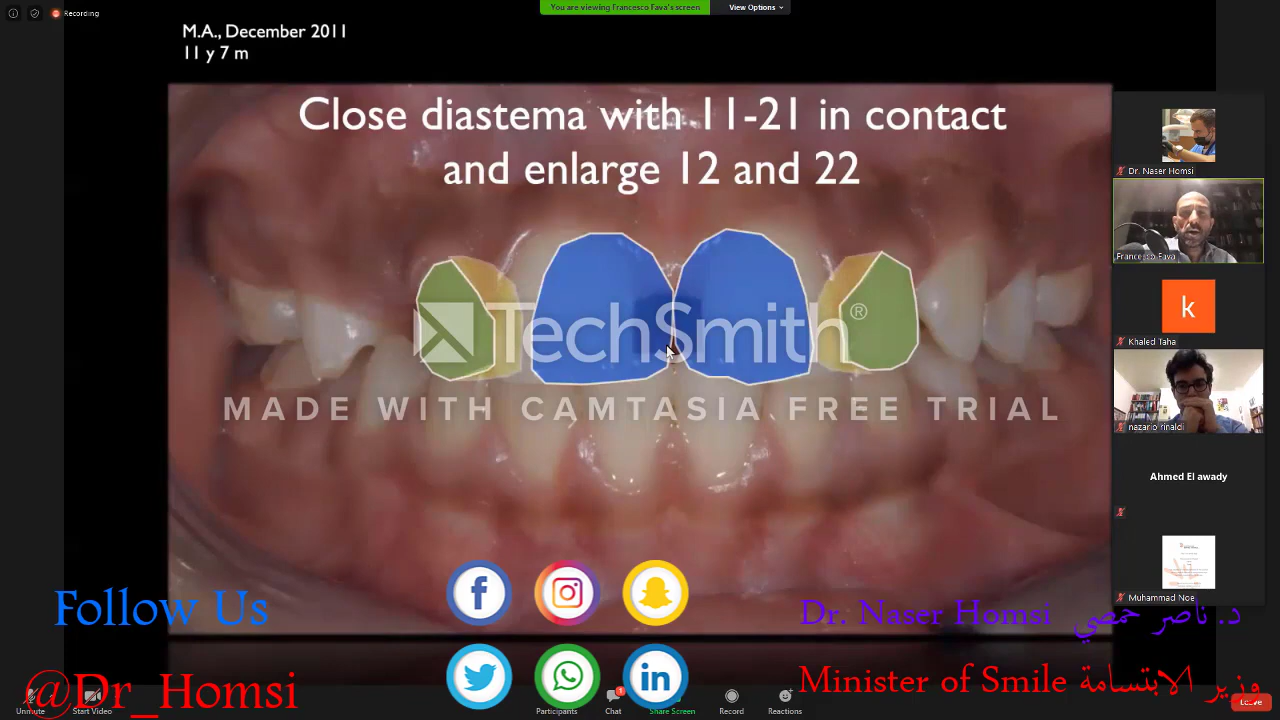 Recording
You are viewing Francesco Fava's screen
View Options
M.A., December 2011
11 y 7 m
Close diastema with 11-21 in contact
and enlarge 12 and 22
TechSmith®
MADE WITH CAMTASIA FREE TRIAL
Dr. Naser Homsi
Francesco Fava
k
Khaled Taha
nazario rinaldi
Ahmed El awady
Muhammad Noe
Follow Us
@Dr_Homsi
Dr. Naser Homsi د. ناصر حمصي
Minister of Smile وزير الابتسامة
Unmute
Start Video
Participants
Chat
1
Share Screen
Record
Reactions
Leave